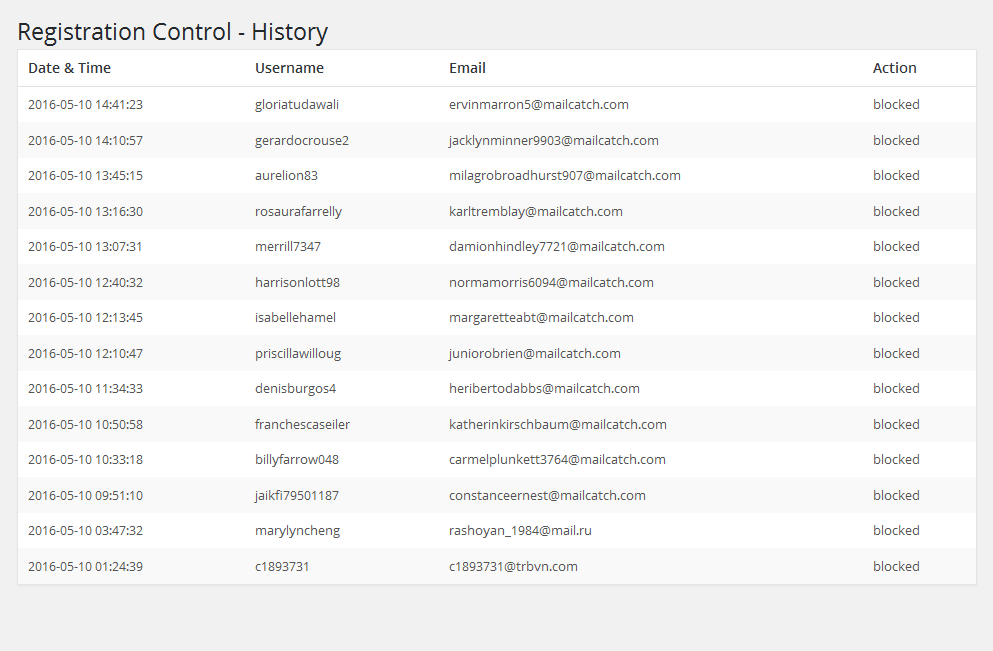 Registration Control - History
Date & Time Username Email Action
2016-05-10 14:41:23 gloriatudawali ervinmarron5@mailcatch.com blocked
2016-05-10 14:10:57 gerardocrouse2 jacklynminner9903@mailcatch.com blocked
2016-05-10 13:45:15 aurelion83 milagrobroadhurst907@mailcatch.com blocked
2016-05-10 13:16:30 rosaurafarrelly karltremblay@mailcatch.com blocked
2016-05-10 13:07:31 merrill7347 damionhindley7721@mailcatch.com blocked
2016-05-10 12:40:32 harrisonlott98 normamorris6094@mailcatch.com blocked
2016-05-10 12:13:45 isabellehamel margaretteabt@mailcatch.com blocked
2016-05-10 12:10:47 priscillawilloug juniorobrien@mailcatch.com blocked
2016-05-10 11:34:33 denisburgos4 heribertodabbs@mailcatch.com blocked
2016-05-10 10:50:58 franchescaseiler katherinkirschbaum@mailcatch.com blocked
2016-05-10 10:33:18 billyfarrow048 carmelplunkett3764@mailcatch.com blocked
2016-05-10 09:51:10 jaikfi79501187 constanceernest@mailcatch.com blocked
2016-05-10 03:47:32 marylyncheng rashoyan_1984@mail.ru blocked
2016-05-10 01:24:39 c1893731 c1893731@trbvn.com blocked